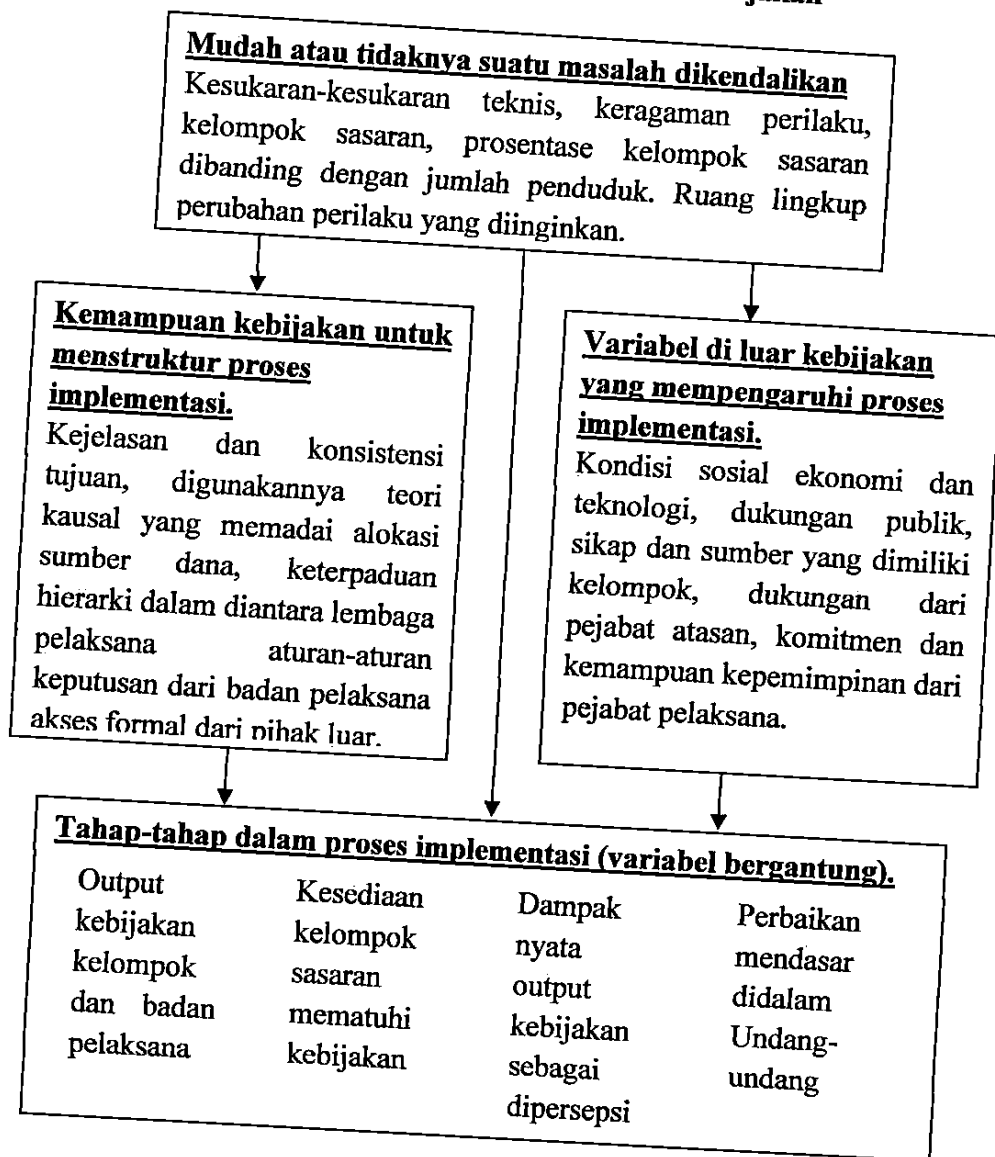 Mudah atau tidaknya suatu masalah dikendalikan
Kesukaran-kesukaran teknis, keragaman perilaku,
kelompok sasaran, prosentase kelompok sasaran
dibanding dengan jumlah penduduk. Ruang lingkup
perubahan perilaku yang diinginkan.
Kemampuan kebijakan untuk
menstruktur proses
implementasi.
Kejelasan dan konsistensi
tujuan, digunakannya teori
kausal yang memadai alokasi
sumber dana, keterpaduan
hierarki dalam diantara lembaga
pelaksana aturan-aturan
keputusan dari badan pelaksana
akses formal dari pihak luar.
Variabel di luar kebijakan
yang mempengaruhi proses
implementasi.
Kondisi sosial ekonomi dan
teknologi, dukungan publik,
sikap dan sumber yang dimiliki
kelompok, dukungan dari
pejabat atasan, komitmen dan
kemampuan kepemimpinan dari
pejabat pelaksana.
Tahap-tahap dalam proses implementasi (variabel bergantung).
Output
kebijakan
kelompok
dan badan
pelaksana
Kesediaan
kelompok
sasaran
mematuhi
kebijakan
Dampak
nyata
output
kebijakan
sebagai
dipersepsi
Perbaikan
mendasar
didalam
Undang-
undang